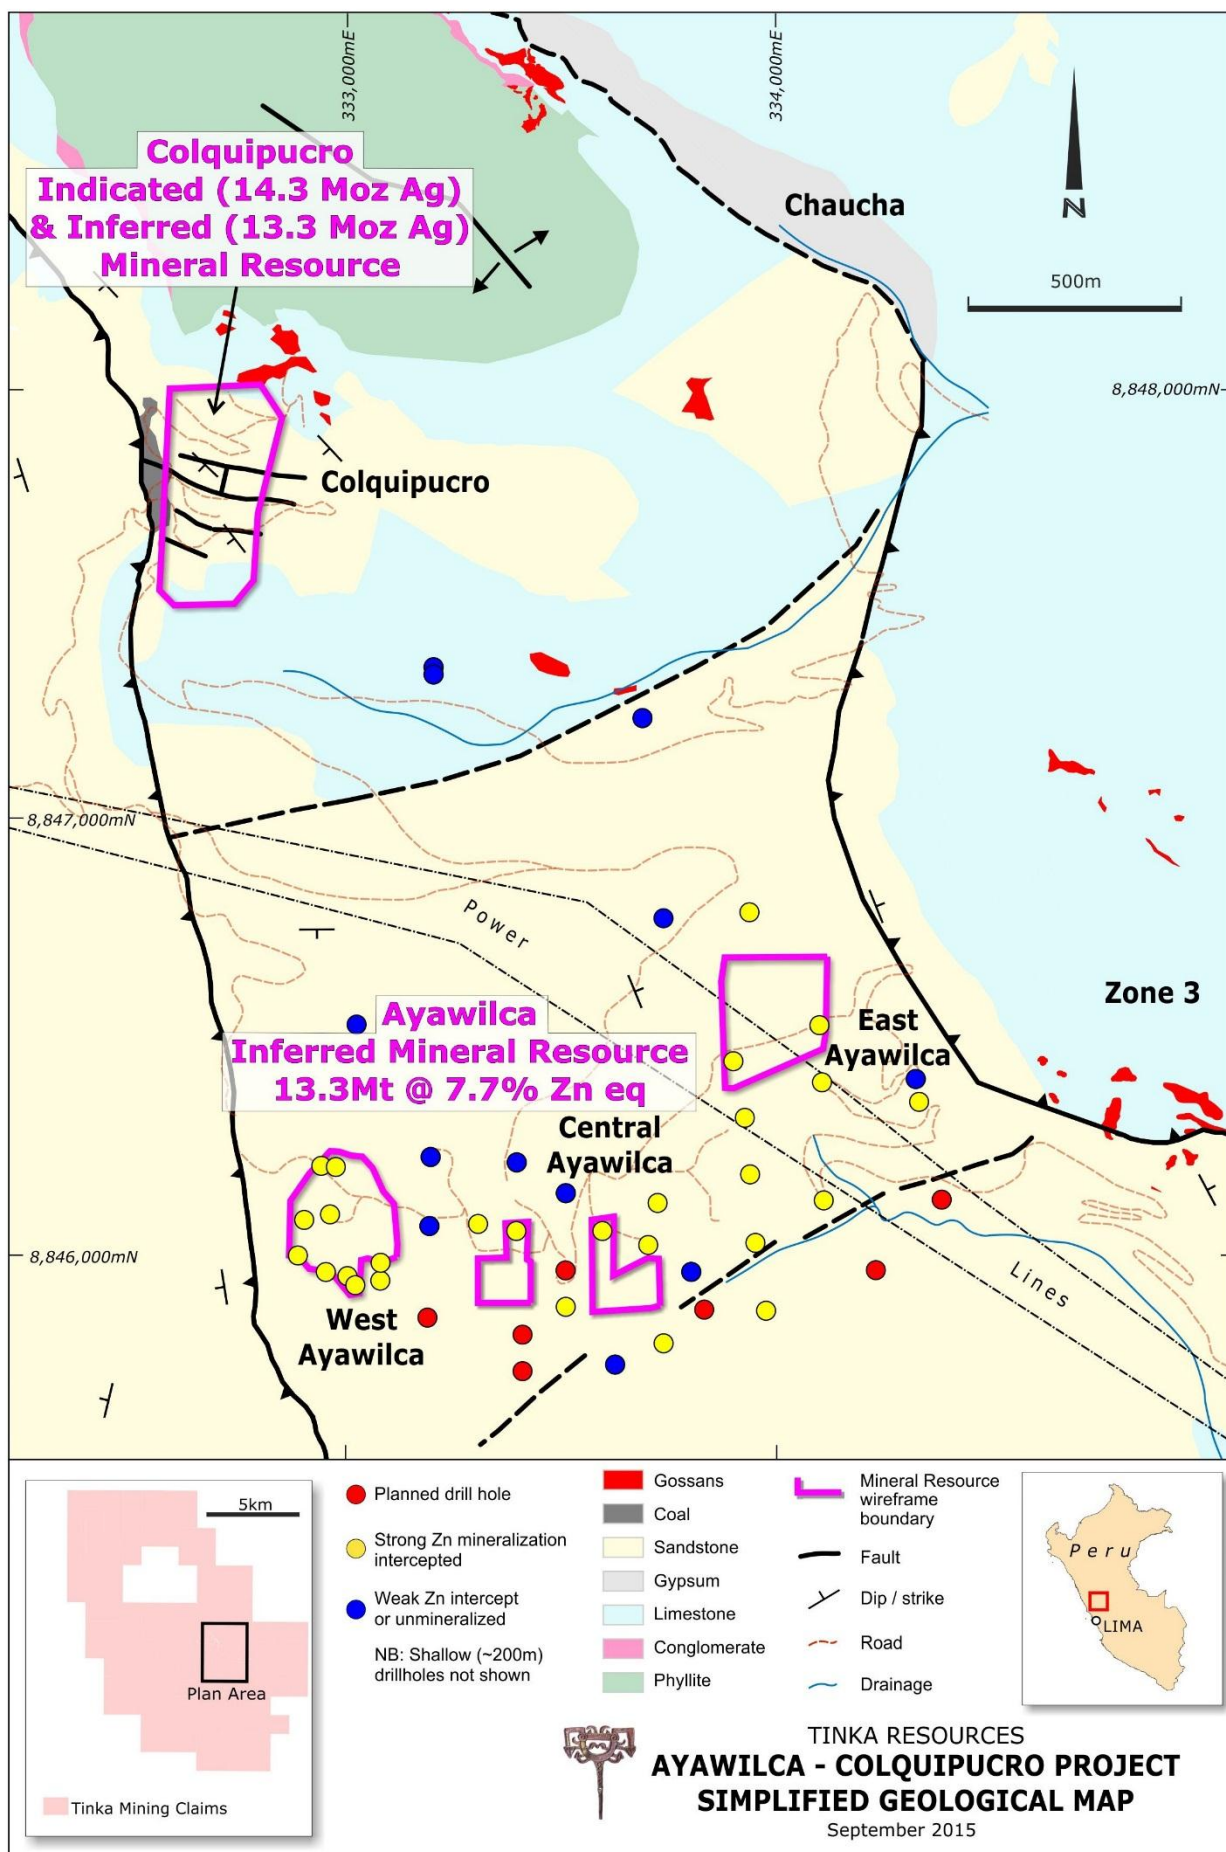 333,000mE
334,000mE
Colquipucro
Indicated (14.3 Moz Ag)
& Inferred (13.3 Moz Ag)
Mineral Resource
Chaucha
N
500m
8,848,000mN
Colquipucro
8,847,000mN
Power
Zone 3
Ayawilca
Inferred Mineral Resource
13.3Mt @ 7.7% Zn eq
East
Ayawilca
Central
Ayawilca
8,846,000mN
West
Ayawilca
Lines
5km
Plan Area
Tinka Mining Claims
Planned drill hole
Strong Zn mineralization
intercepted
Weak Zn intercept
or unmineralized
NB: Shallow (~200m)
drillholes not shown
Gossans
Coal
Sandstone
Gypsum
Limestone
Conglomerate
Phyllite
Mineral Resource
wireframe
boundary
Fault
Dip / strike
Road
Drainage
Peru
LIMA
TINKA RESOURCES
AYAWILCA - COLQUIPUCRO PROJECT
SIMPLIFIED GEOLOGICAL MAP
September 2015